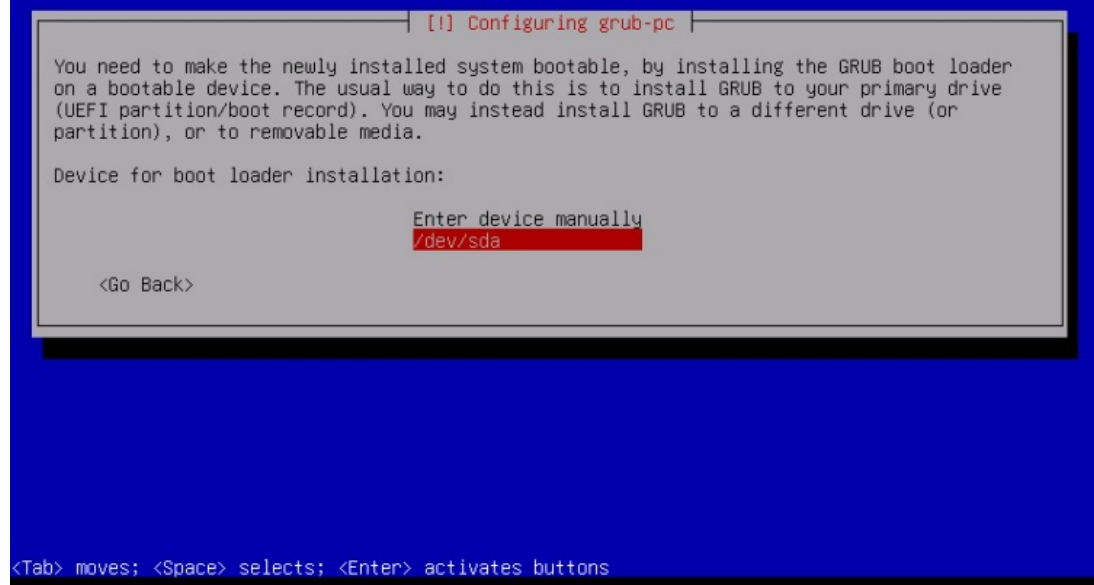 [!] Configuring grub-pc
You need to make the newly installed system bootable, by installing the GRUB boot loader
on a bootable device. The usual way to do this is to install GRUB to your primary drive
(UEFI partition/boot record). You may instead install GRUB to a different drive (or
partition), or to removable media.
Device for boot loader installation:
Enter device manually
/dev/sda
<Go Back>
<Tab> moves; <Space> selects; <Enter> activates buttons